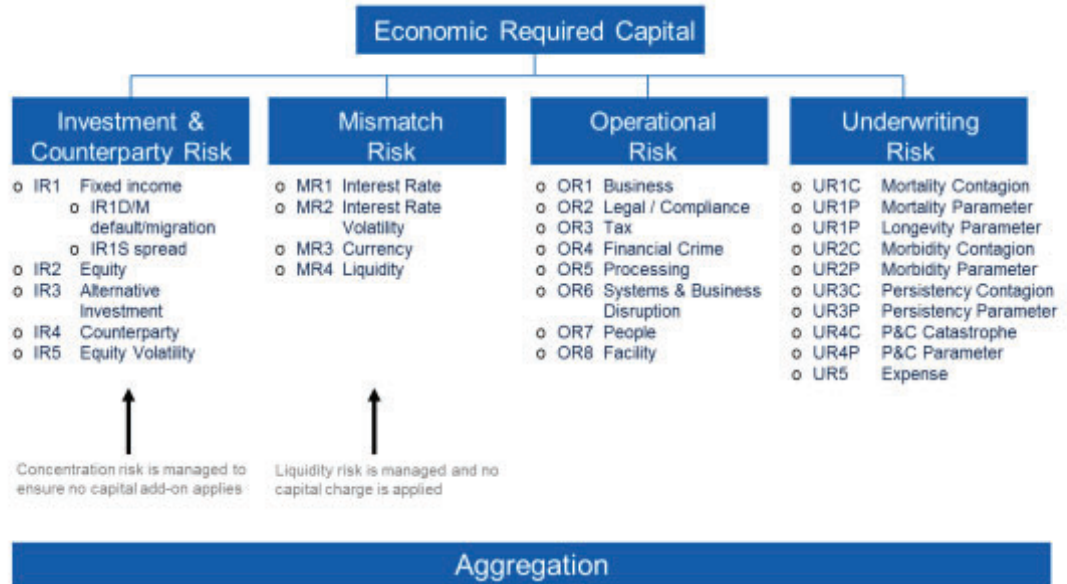 Economic Required Capital
Investment &
Counterparty Risk
o IR1 Fixed income
o IR1D/M
default/migration
o IR1S spread
o IR2 Equity
o IR3 Alternative
Investment
o IR4 Counterparty
o IR5 Equity Volatility
Concentration risk is managed to
ensure no capital add-on applies
Mismatch
Risk
o MR1 Interest Rate
o MR2 Interest Rate
Volatility
o MR3 Currency
o MR4 Liquidity
Liquidity risk is managed and no
capital charge is applied
Operational
Risk
o OR1 Business
o OR2 Legal / Compliance
o OR3 Tax
o OR4 Financial Crime
o OR5 Processing
o OR6 Systems & Business
Disruption
o OR7 People
o OR8 Facility
Underwriting
Risk
o UR1C Mortality Contagion
o UR1P Mortality Parameter
o UR1P Longevity Parameter
o UR2C Morbidity Contagion
o UR2P Morbidity Parameter
o UR3C Persistency Contagion
o UR3P Persistency Parameter
o UR4C P&C Catastrophe
o UR4P P&C Parameter
o UR5 Expense
Aggregation